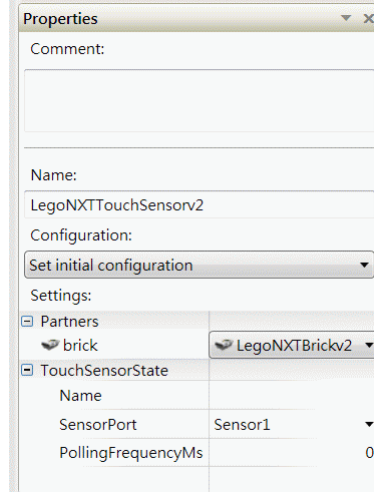 Properties
Comment:
Name:
LegoNXTTouchSensorv2
Configuration:
Set initial configuration
Settings:
Partners
brick LegoNXTBrickv2
TouchSensorState
Name
SensorPort Sensor1
PollingFrequencyMs 0